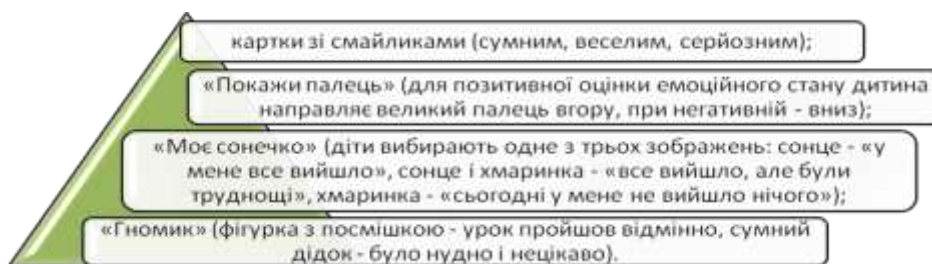 картки зі смайликами (сумним, веселим, серйозним);
«Покажи палець» (для позитивної оцінки емоційного стану дитина
направляє великий палець вгору, при негативній - вниз);
«Моє сонечко» (діти вибирають одне з трьох зображень: сонце - «у
мене все вийшло», сонце і хмаринка - «все вийшло, але були
труднощі», хмаринка - «сьогодні у мене не вийшло нічого»);
«Гномик» (фігурка з посмішкою - урок пройшов відмінно, сумний
дідок - було нудно і нецікаво).